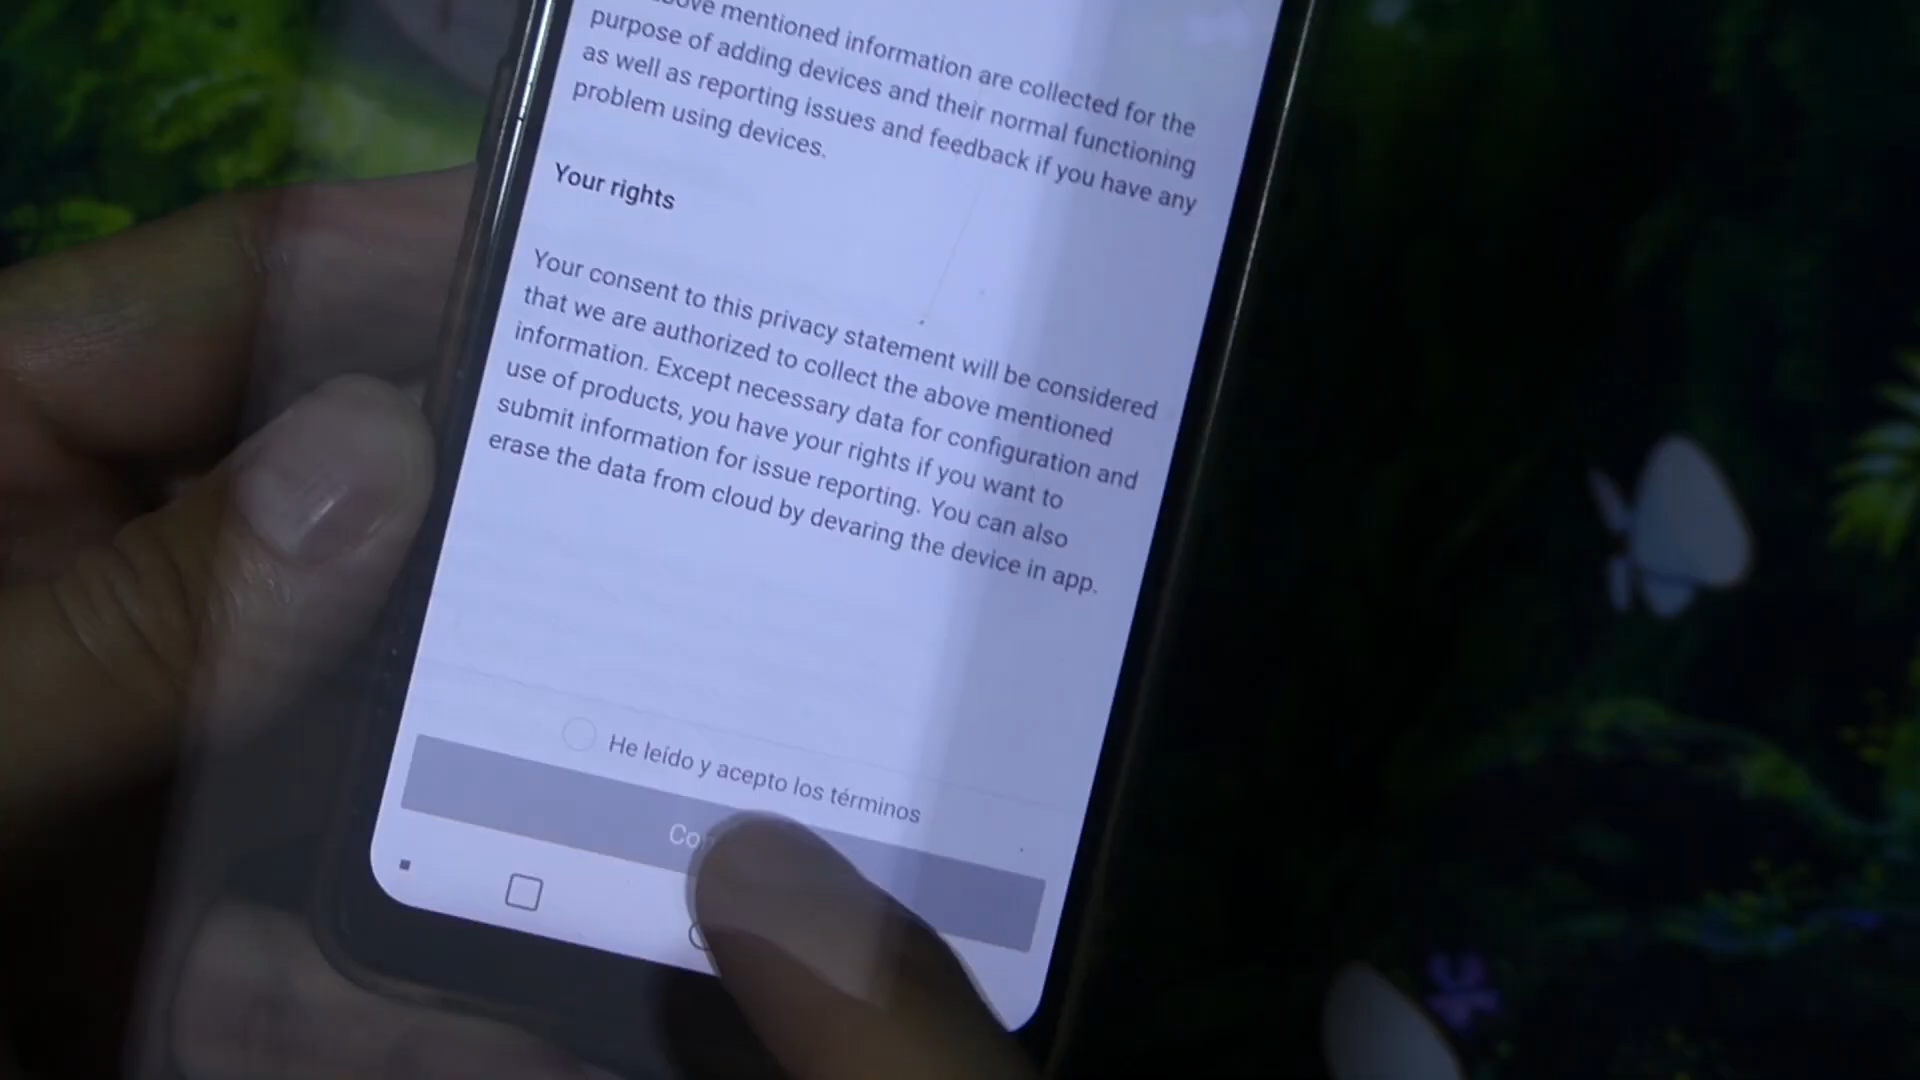 mentioned information are collected for the
purpose of adding devices and their normal functioning
as well as reporting issues and feedback if you have any
problem using devices.
Your rights
Your consent to this privacy statement will be considered
that we are authorized to collect the above mentioned
information. Except necessary data for configuration and
use of products, you have your rights if you want to
submit information for issue reporting. You can also
erase the data from cloud by devaring the device in app.
He leído y acepto los términos